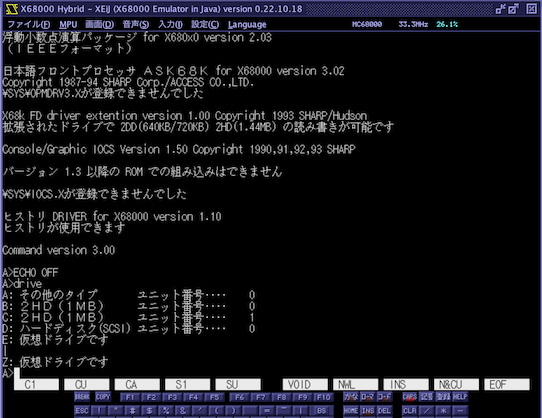 X68000 Hybrid - XEiJ (X68000 Emulator in Java) version 0.22.10.18
ファイル(F) MPU 画面(D) 音声(S) 入力(I) 設定(C) Language MC68000 33.3MHz 26.1%
浮動小数点演算パッケージ for X680x0 version 2.03
(ＩＥＥＥフォーマット)
日本語フロントプロセッサ ＡＳＫ６８Ｋ for X68000 version 3.02
Copyright 1987-94 SHARP Corp./ACCESS CO.,LTD.
¥SYS¥OPMDRV3.Xが登録できませんでした
X68k FD driver extention version 1.00 Copyright 1993 SHARP/Hudson
拡張されたドライブで 2DD(640KB/720KB) 2HD(1.44MB) の読み書きが可能です
Console/Graphic IOCS Version 1.50 Copyright 1990,91,92,93 SHARP
バージョン 1.3 以降の ROM での組み込みはできません
¥SYS¥IOCS.Xが登録できませんでした
ヒストリ DRIVER for X68000 version 1.10
ヒストリが使用できます
Command version 3.00
A>ECHO OFF
A>drive
A: その他のタイプ ユニット番号‥‥ 0
B: ２ＨＤ(１ＭＢ) ユニット番号‥‥ 0
C: ２ＨＤ(１ＭＢ) ユニット番号‥‥ 1
D: ハードディスク(SCSI) ユニット番号‥‥ 0
E: 仮想ドライブです
|
Z: 仮想ドライブです
A>
C1 CU CA S1 SU VOID NWL INS N&CU EOF
BREAK COPY F1 F2 F3 F4 F5 F6 F7 F8 F9 F10 かな ローマ コード CAPS 記号 登録 HELP
ESC ! " # $ % & ' ( ) = ¯ | BS HOME INS DEL CLR * =